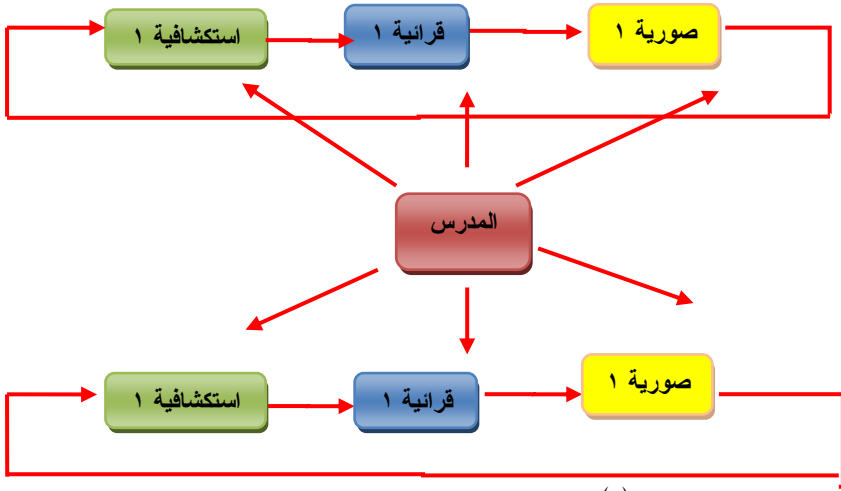 استكشافية ١
قرائية ١
صورية ١
المدرس
استكشافية ١
قرائية ١
صورية ١